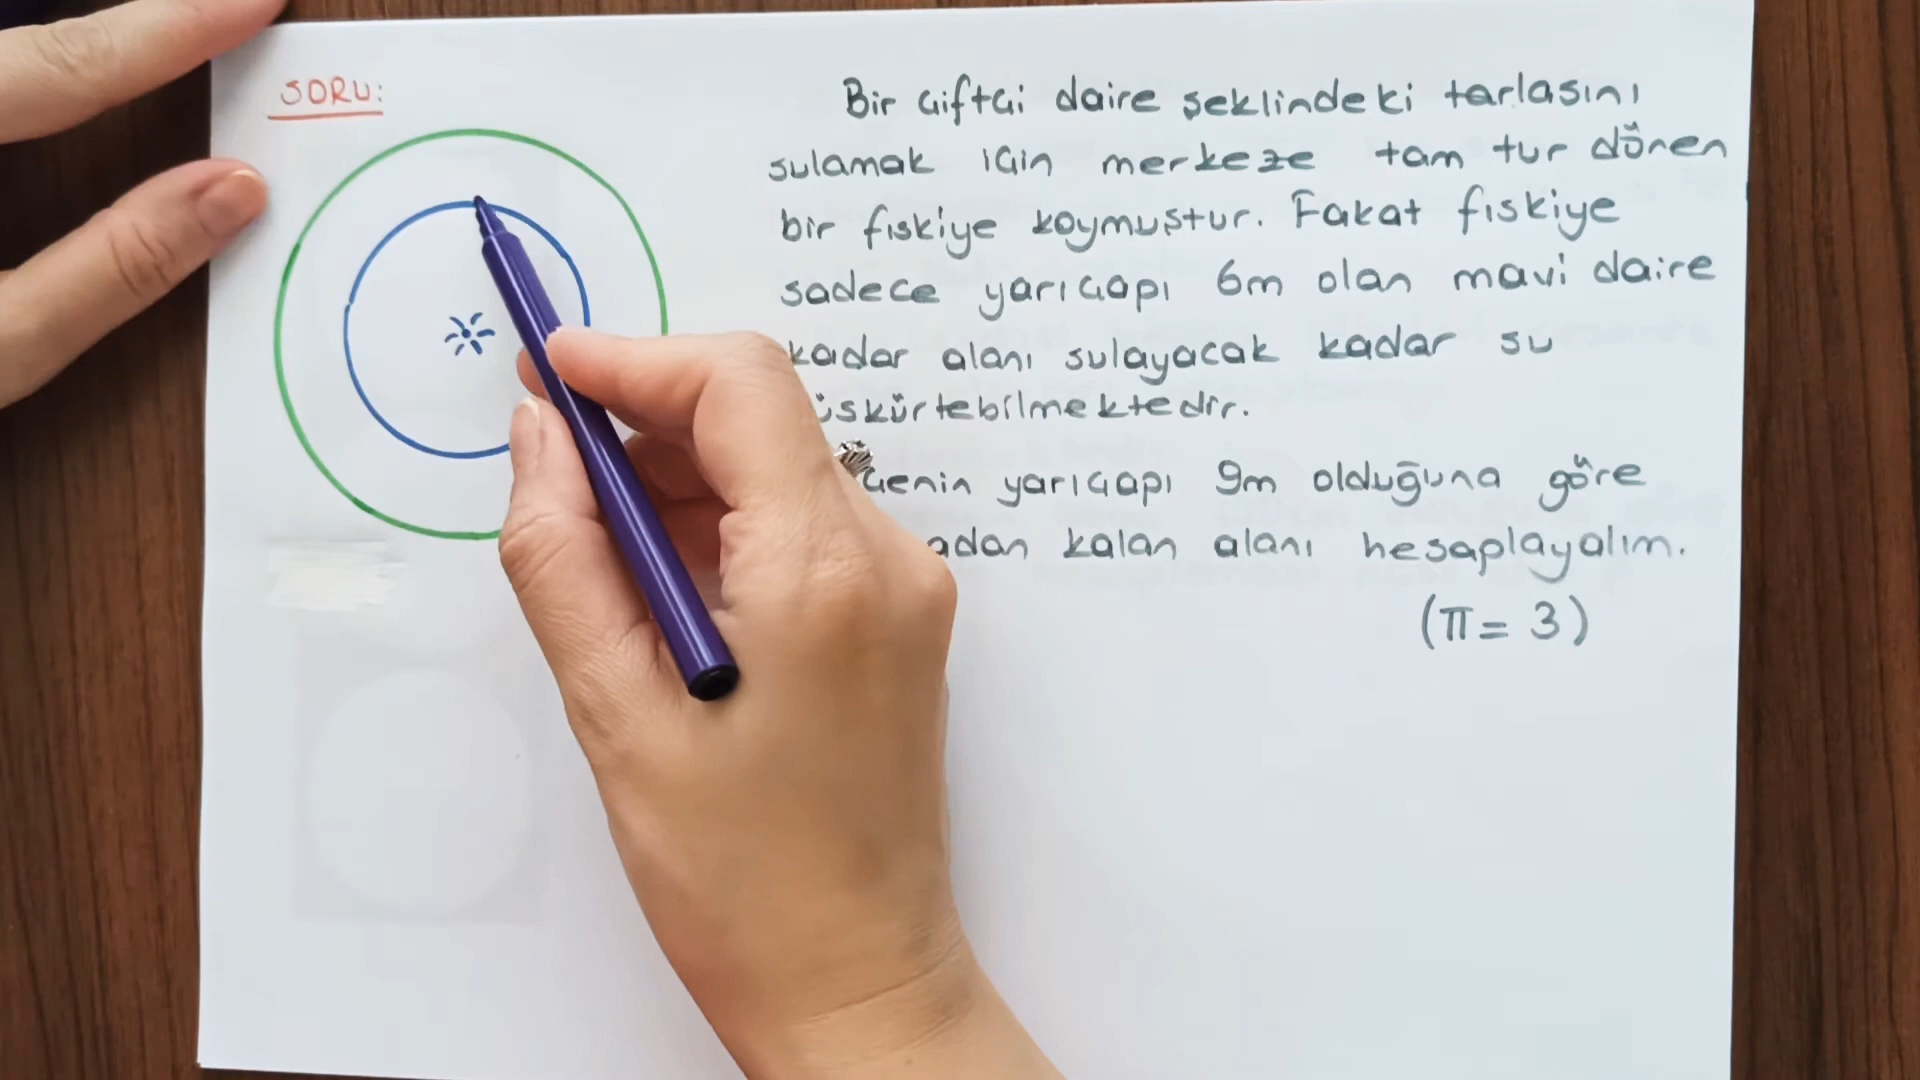 SORU:
Bir çiftçi daire şeklindeki tarlasını
sulamak için merkeze tam tur dönen
bir fıskiye koymuştur. Fakat fıskiye
sadece yarıçapı 6m olan mavi daire
kadar alanı sulayacak kadar su
üskürtebilmektedir.
yarıçapı 9m olduğuna göre
kalan alanı hesaplayalım.
(π = 3)